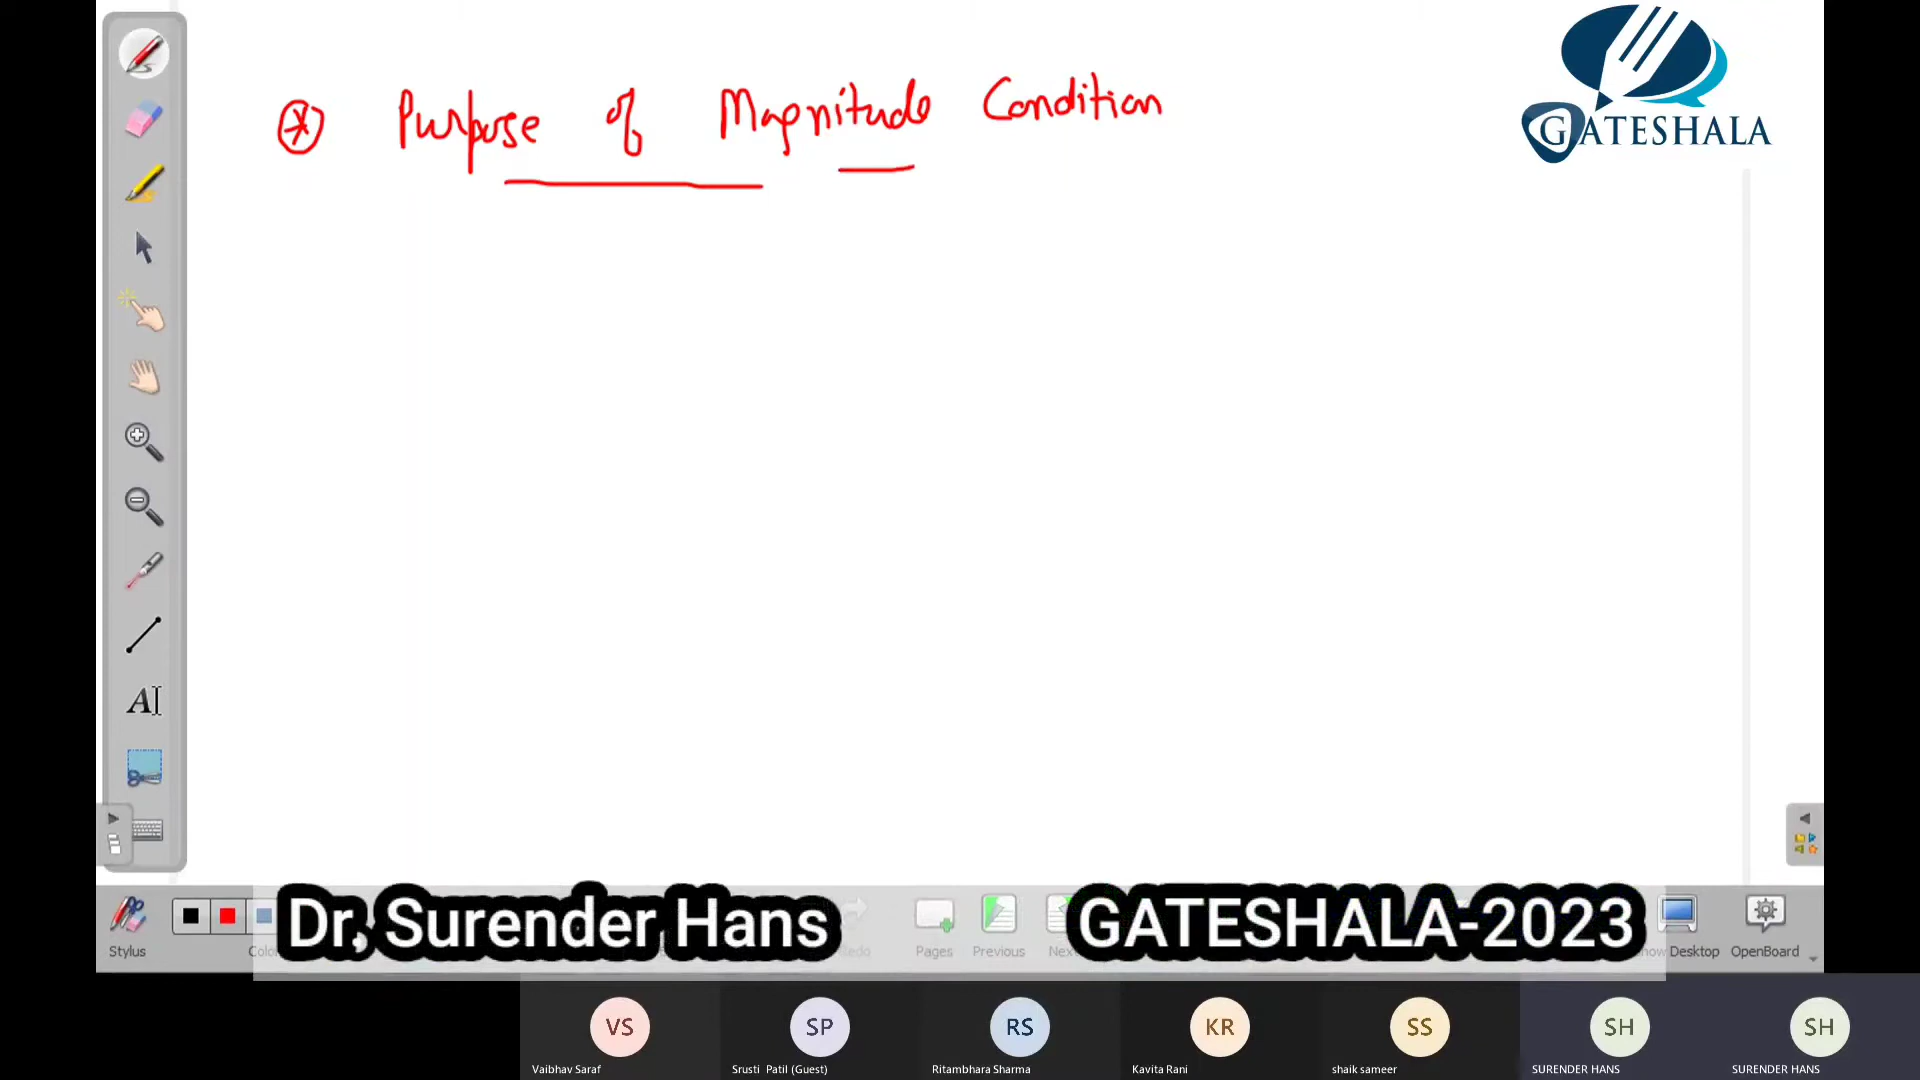 Purpose of Magnitude Condition
GATESHALA
AI
Dr, Surender Hans
GATESHALA-2023
Stylus
Pages
Previous
Desktop
OpenBoard
VS
SP
RS
KR
SS
SH
SH
Vaibhav Saraf
Srusti Patil (Guest)
Ritambhara Sharma
Kavita Rani
shaik sameer
SURENDER HANS
SURENDER HANS